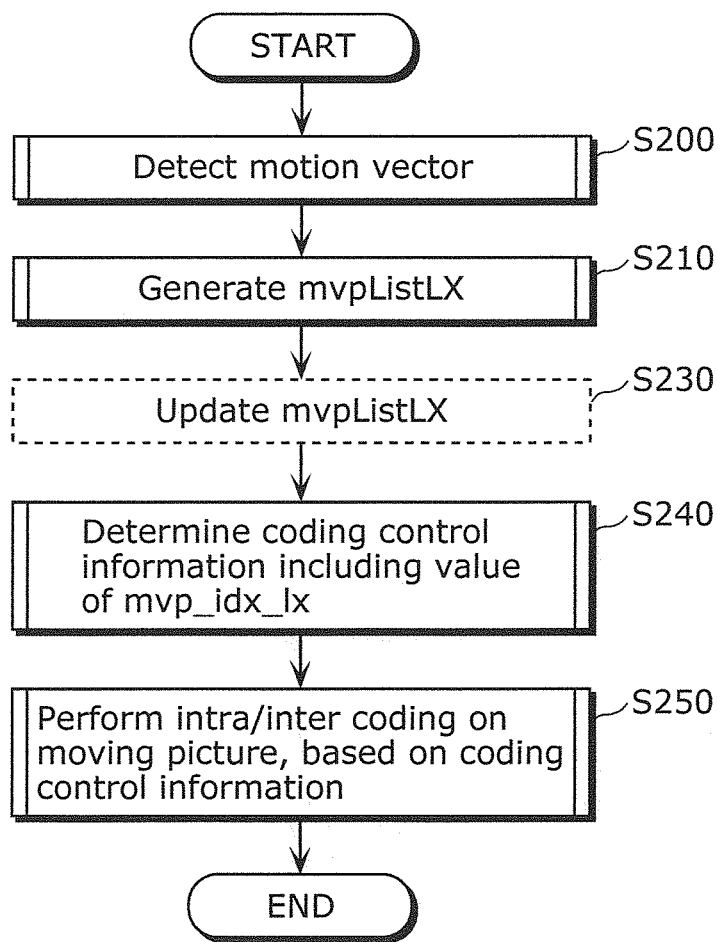 START
Detect motion vector
S200
Generate mvpListLX
S210
Update mvpListLX
S230
Determine coding control
information including value
of mvp_idx_lx
S240
Perform intra/inter coding on
moving picture, based on coding
control information
S250
END